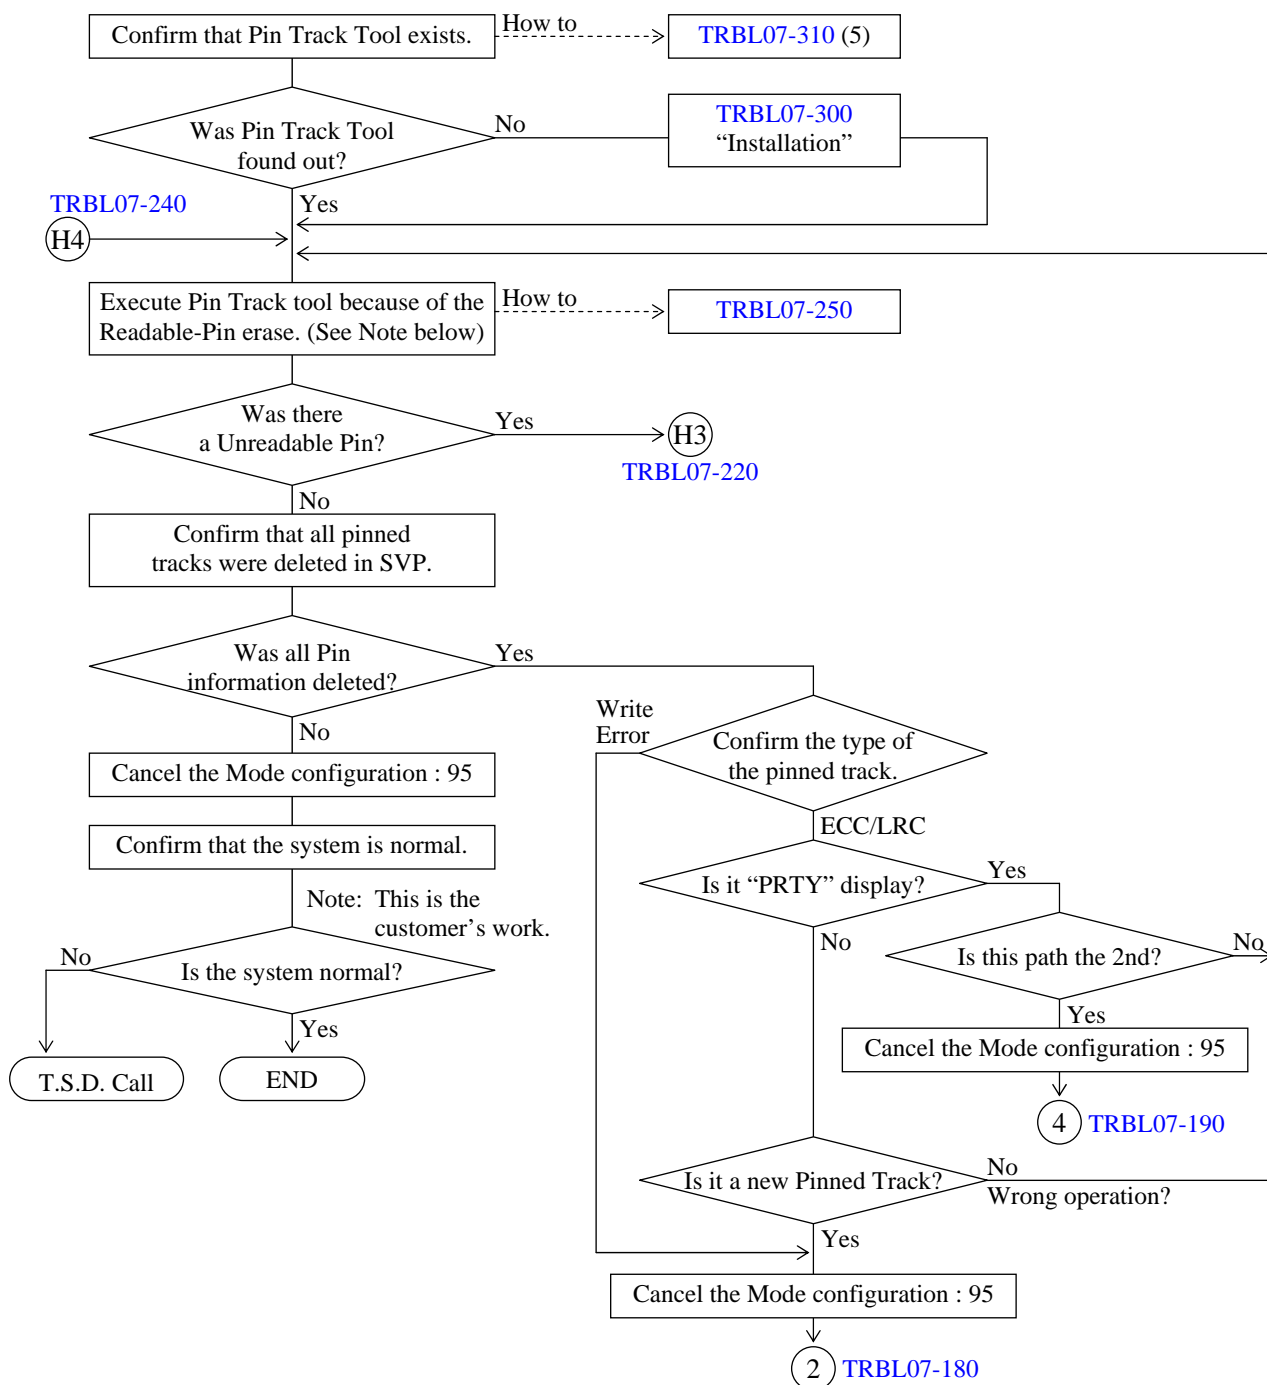 Confirm that Pin Track Tool exists.
How to
TRBL07-310 (5)
Was Pin Track Tool
found out?
No
TRBL07-300
“Installation”
Yes
TRBL07-240
H4
Execute Pin Track tool because of the
Readable-Pin erase. (See Note below)
How to
TRBL07-250
Was there
a Unreadable Pin?
Yes
H3
TRBL07-220
No
Confirm that all pinned
tracks were deleted in SVP.
Was all Pin
information deleted?
Yes
No
Write
Error
Confirm the type of
the pinned track.
Cancel the Mode configuration : 95
ECC/LRC
Confirm that the system is normal.
Is it “PRTY” display?
Yes
Note: This is the
customer’s work.
No
Is this path the 2nd?
No
No
Is the system normal?
Yes
Yes
Cancel the Mode configuration : 95
T.S.D. Call
END
4
TRBL07-190
Is it a new Pinned Track?
No
Wrong operation?
Yes
Cancel the Mode configuration : 95
2
TRBL07-180